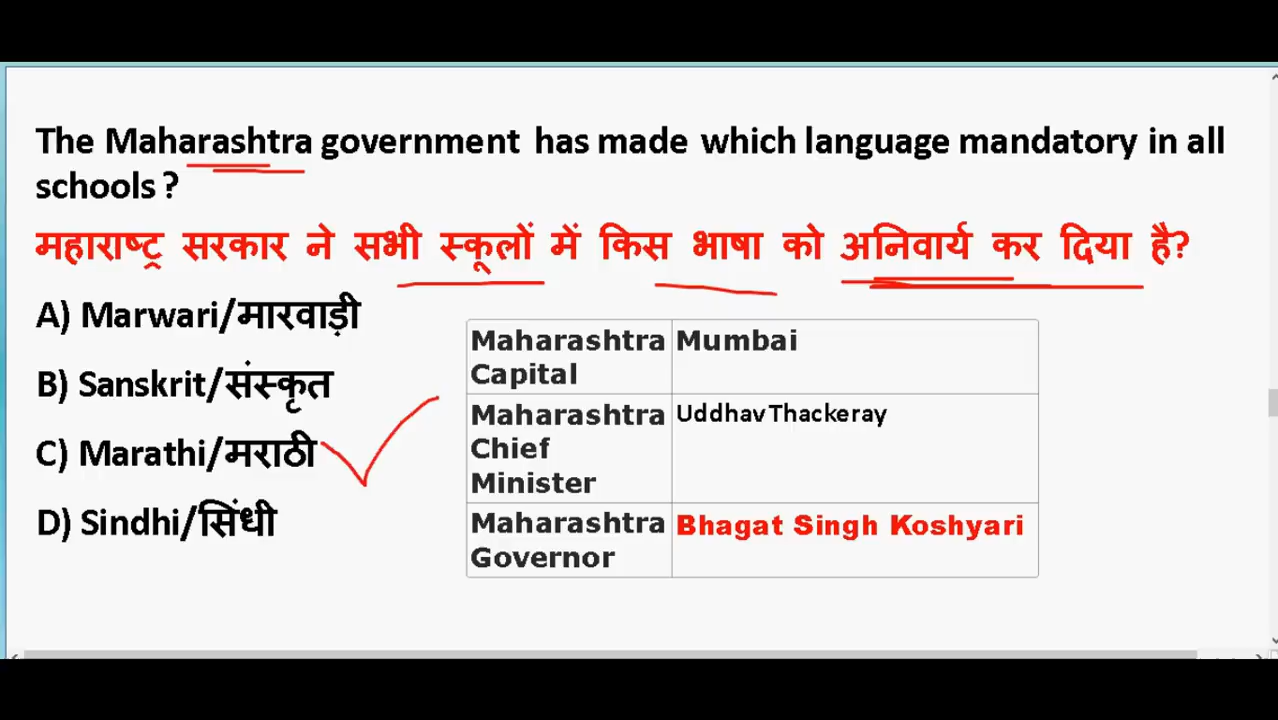 The Maharashtra government has made which language mandatory in all
schools ?
महाराष्ट्र सरकार ने सभी स्कूलों में किस भाषा को अनिवार्य कर दिया है?
A) Marwari/मारवाड़ी
B) Sanskrit/संस्कृत
C) Marathi/मराठी
D) Sindhi/सिंधी
Maharashtra Mumbai
Capital
Maharashtra Uddhav Thackeray
Chief
Minister
Maharashtra Bhagat Singh Koshyari
Governor